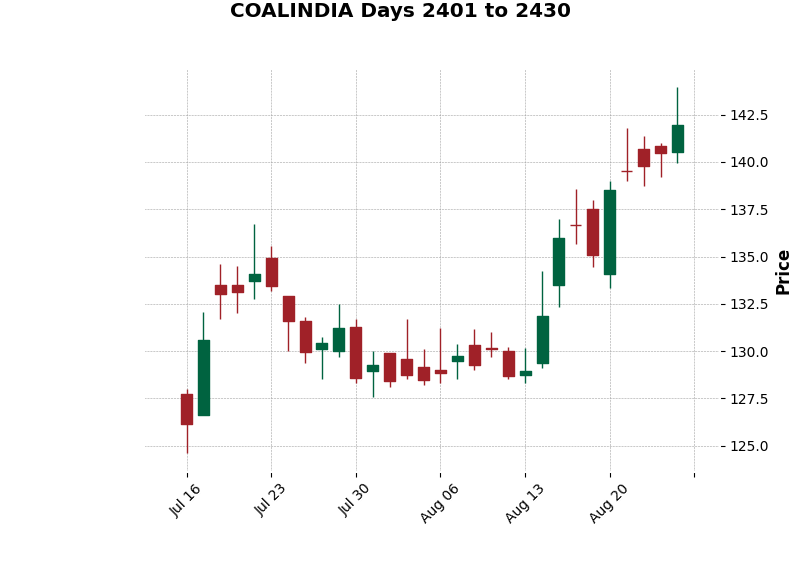 COALINDIA Days 2401 to 2430
142.5
140.0
137.5
135.0
132.5
130.0
127.5
125.0
Price
Jul 16
Jul 23
Jul 30
Aug 06
Aug 13
Aug 20